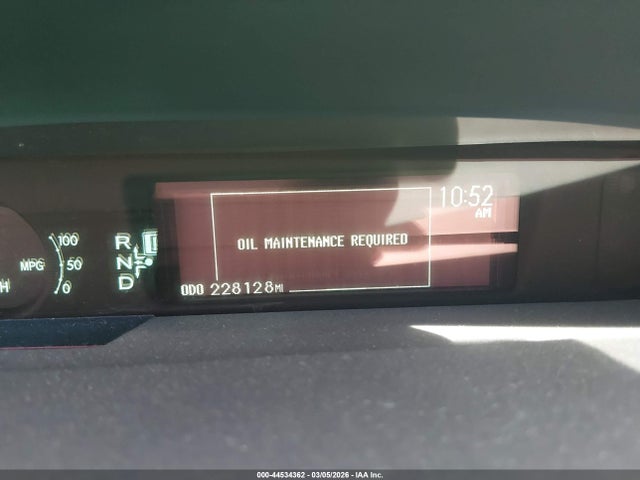 10:52
AM
100
MPG 50
0
H
R
N
D
OIL MAINTENANCE REQUIRED
ODO 228128MI
000-44534362 - 03/05/2026 - IAA Inc.